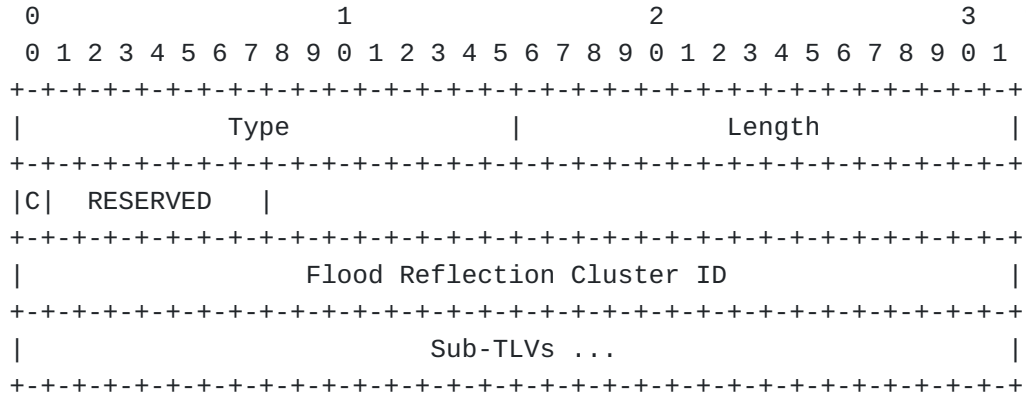 0                   1                   2                   3
 0 1 2 3 4 5 6 7 8 9 0 1 2 3 4 5 6 7 8 9 0 1 2 3 4 5 6 7 8 9 0 1
+-+-+-+-+-+-+-+-+-+-+-+-+-+-+-+-+-+-+-+-+-+-+-+-+-+-+-+-+-+-+-+-+
|             Type              |             Length            |
+-+-+-+-+-+-+-+-+-+-+-+-+-+-+-+-+-+-+-+-+-+-+-+-+-+-+-+-+-+-+-+-+
|C|  RESERVED   |
+-+-+-+-+-+-+-+-+-+-+-+-+-+-+-+-+-+-+-+-+-+-+-+-+-+-+-+-+-+-+-+-+
|                  Flood Reflection Cluster ID                  |
+-+-+-+-+-+-+-+-+-+-+-+-+-+-+-+-+-+-+-+-+-+-+-+-+-+-+-+-+-+-+-+-+
|                          Sub-TLVs ...                         |
+-+-+-+-+-+-+-+-+-+-+-+-+-+-+-+-+-+-+-+-+-+-+-+-+-+-+-+-+-+-+-+-+